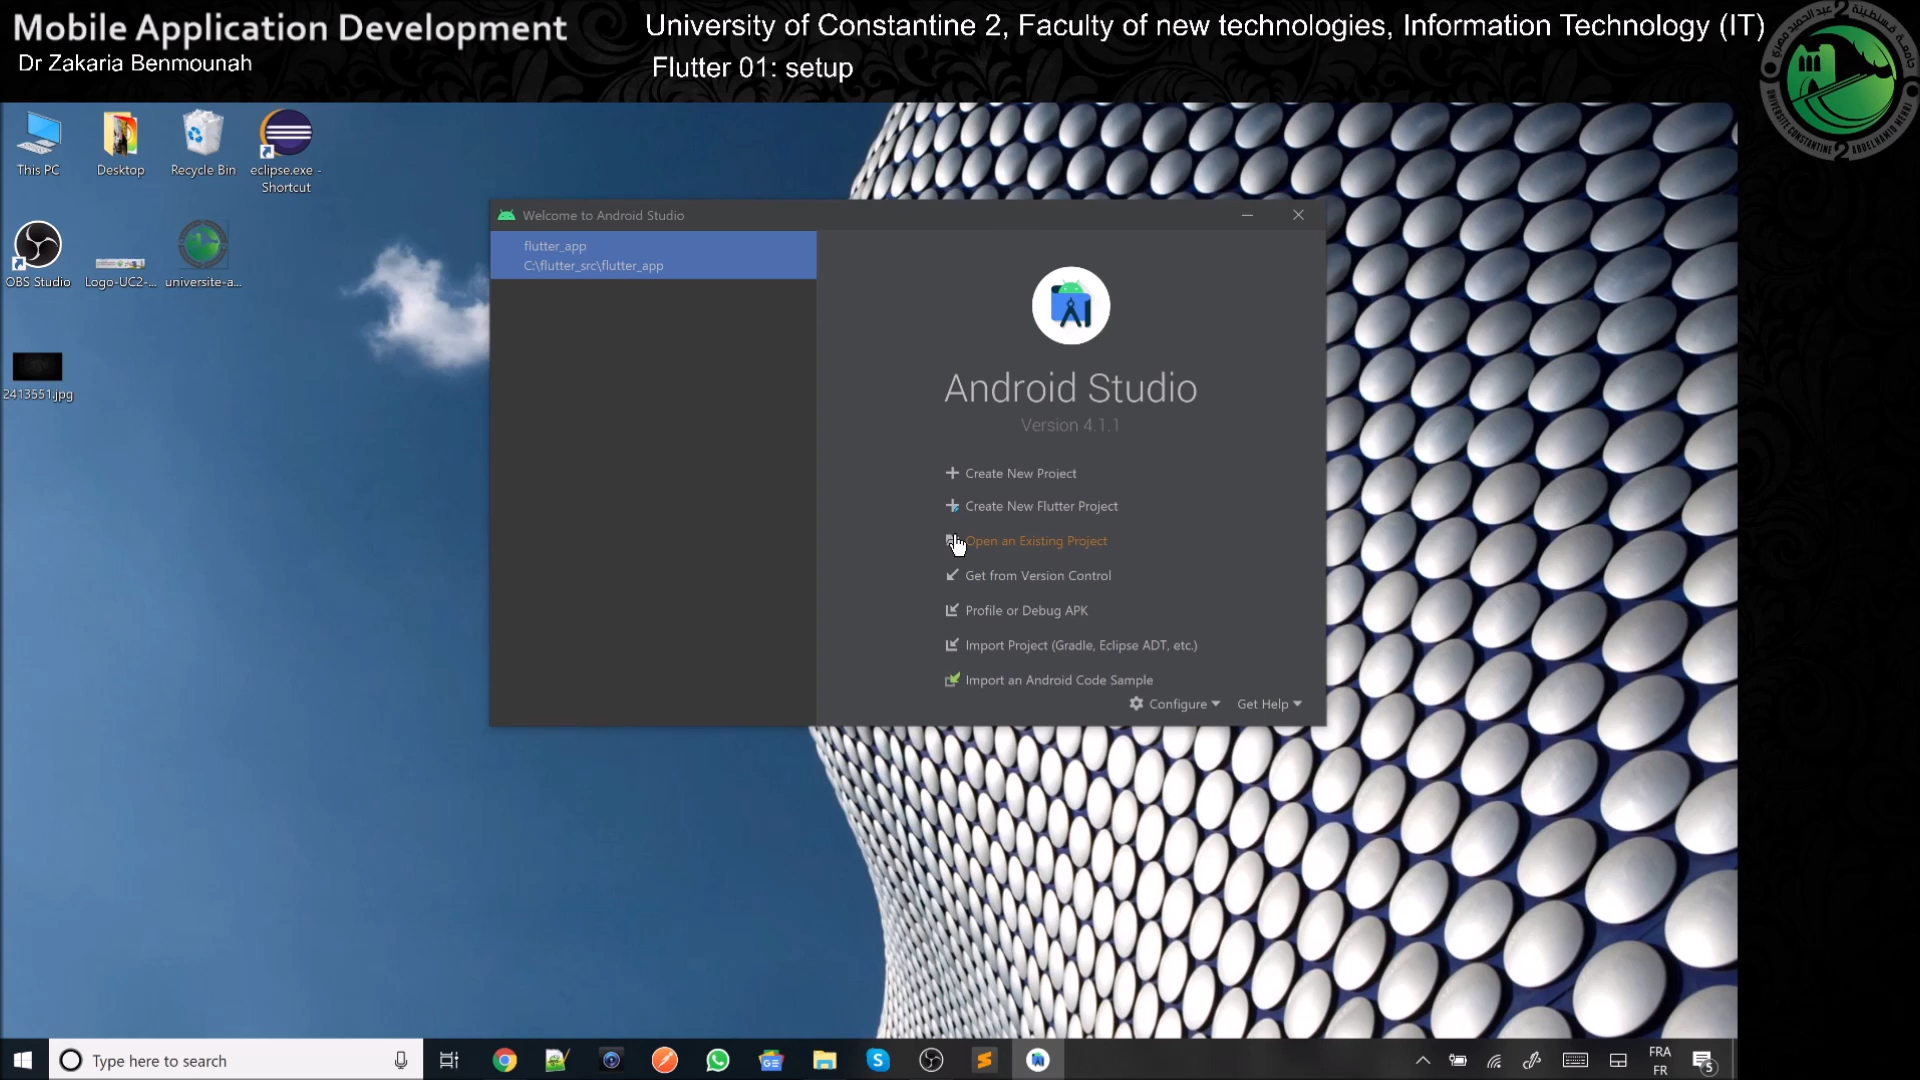 Mobile Application Development
Dr Zakaria Benmounah
University of Constantine 2, Faculty of new technologies, Information Technology (IT)
Flutter 01: setup
This PC
Desktop
Recycle Bin
eclipse.exe -
Shortcut
OBS Studio
Logo-UC2-...
universite-a...
2413551.jpg
Welcome to Android Studio
flutter_app
C:\flutter_src\flutter_app
Android Studio
Version 4.1.1
Create New Project
Create New Flutter Project
Open an Existing Project
Get from Version Control
Profile or Debug APK
Import Project (Gradle, Eclipse ADT, etc.)
Import an Android Code Sample
Configure
Get Help
Type here to search
FRA
FR
5